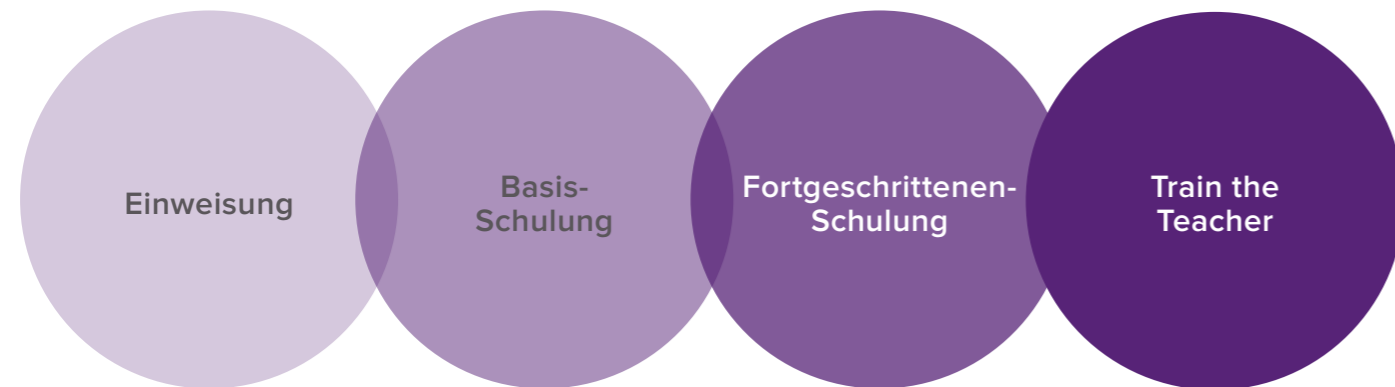 Einweisung
Basis-
Schulung
Fortgeschrittenen-
Schulung
Train the
Teacher